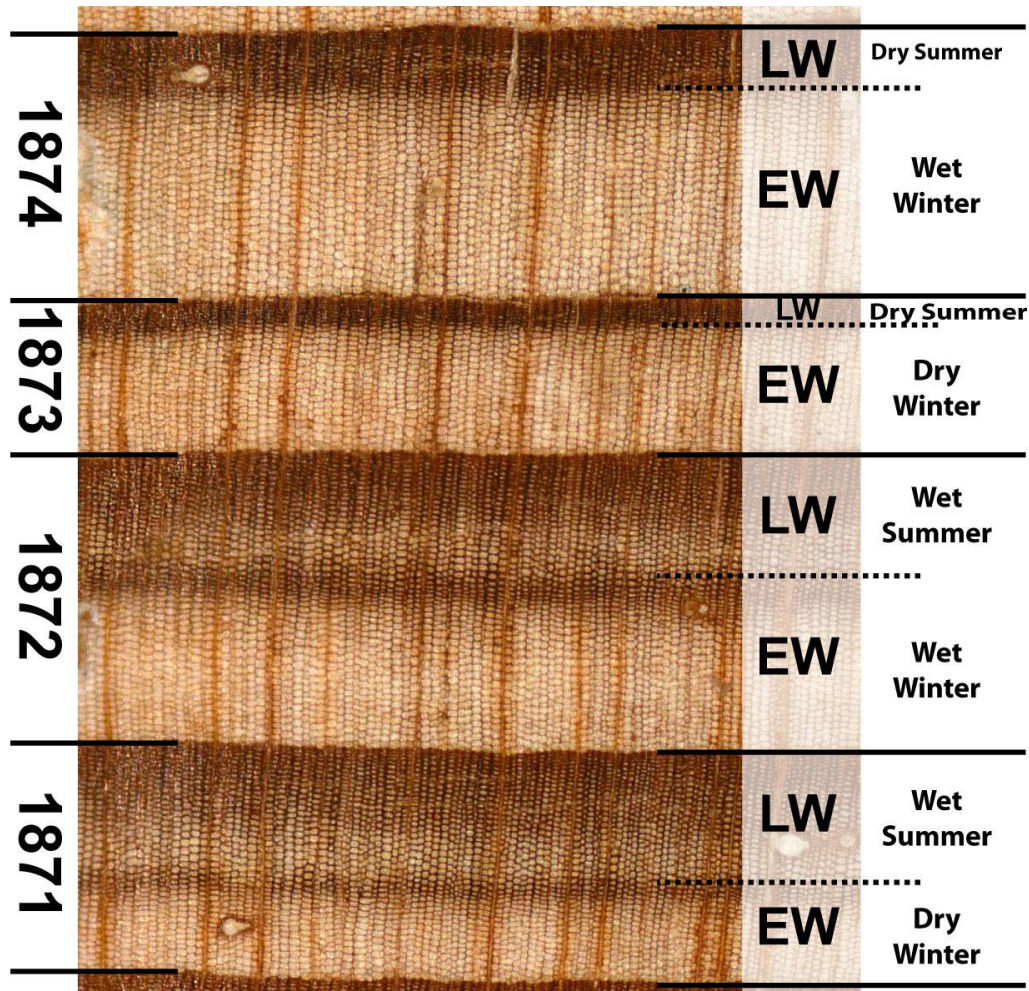 1874
LW
Dry Summer
EW
Wet
Winter
1873
LW
Dry Summer
EW
Dry
Winter
1872
LW
Wet
Summer
EW
Wet
Winter
1871
LW
Wet
Summer
EW
Dry
Winter